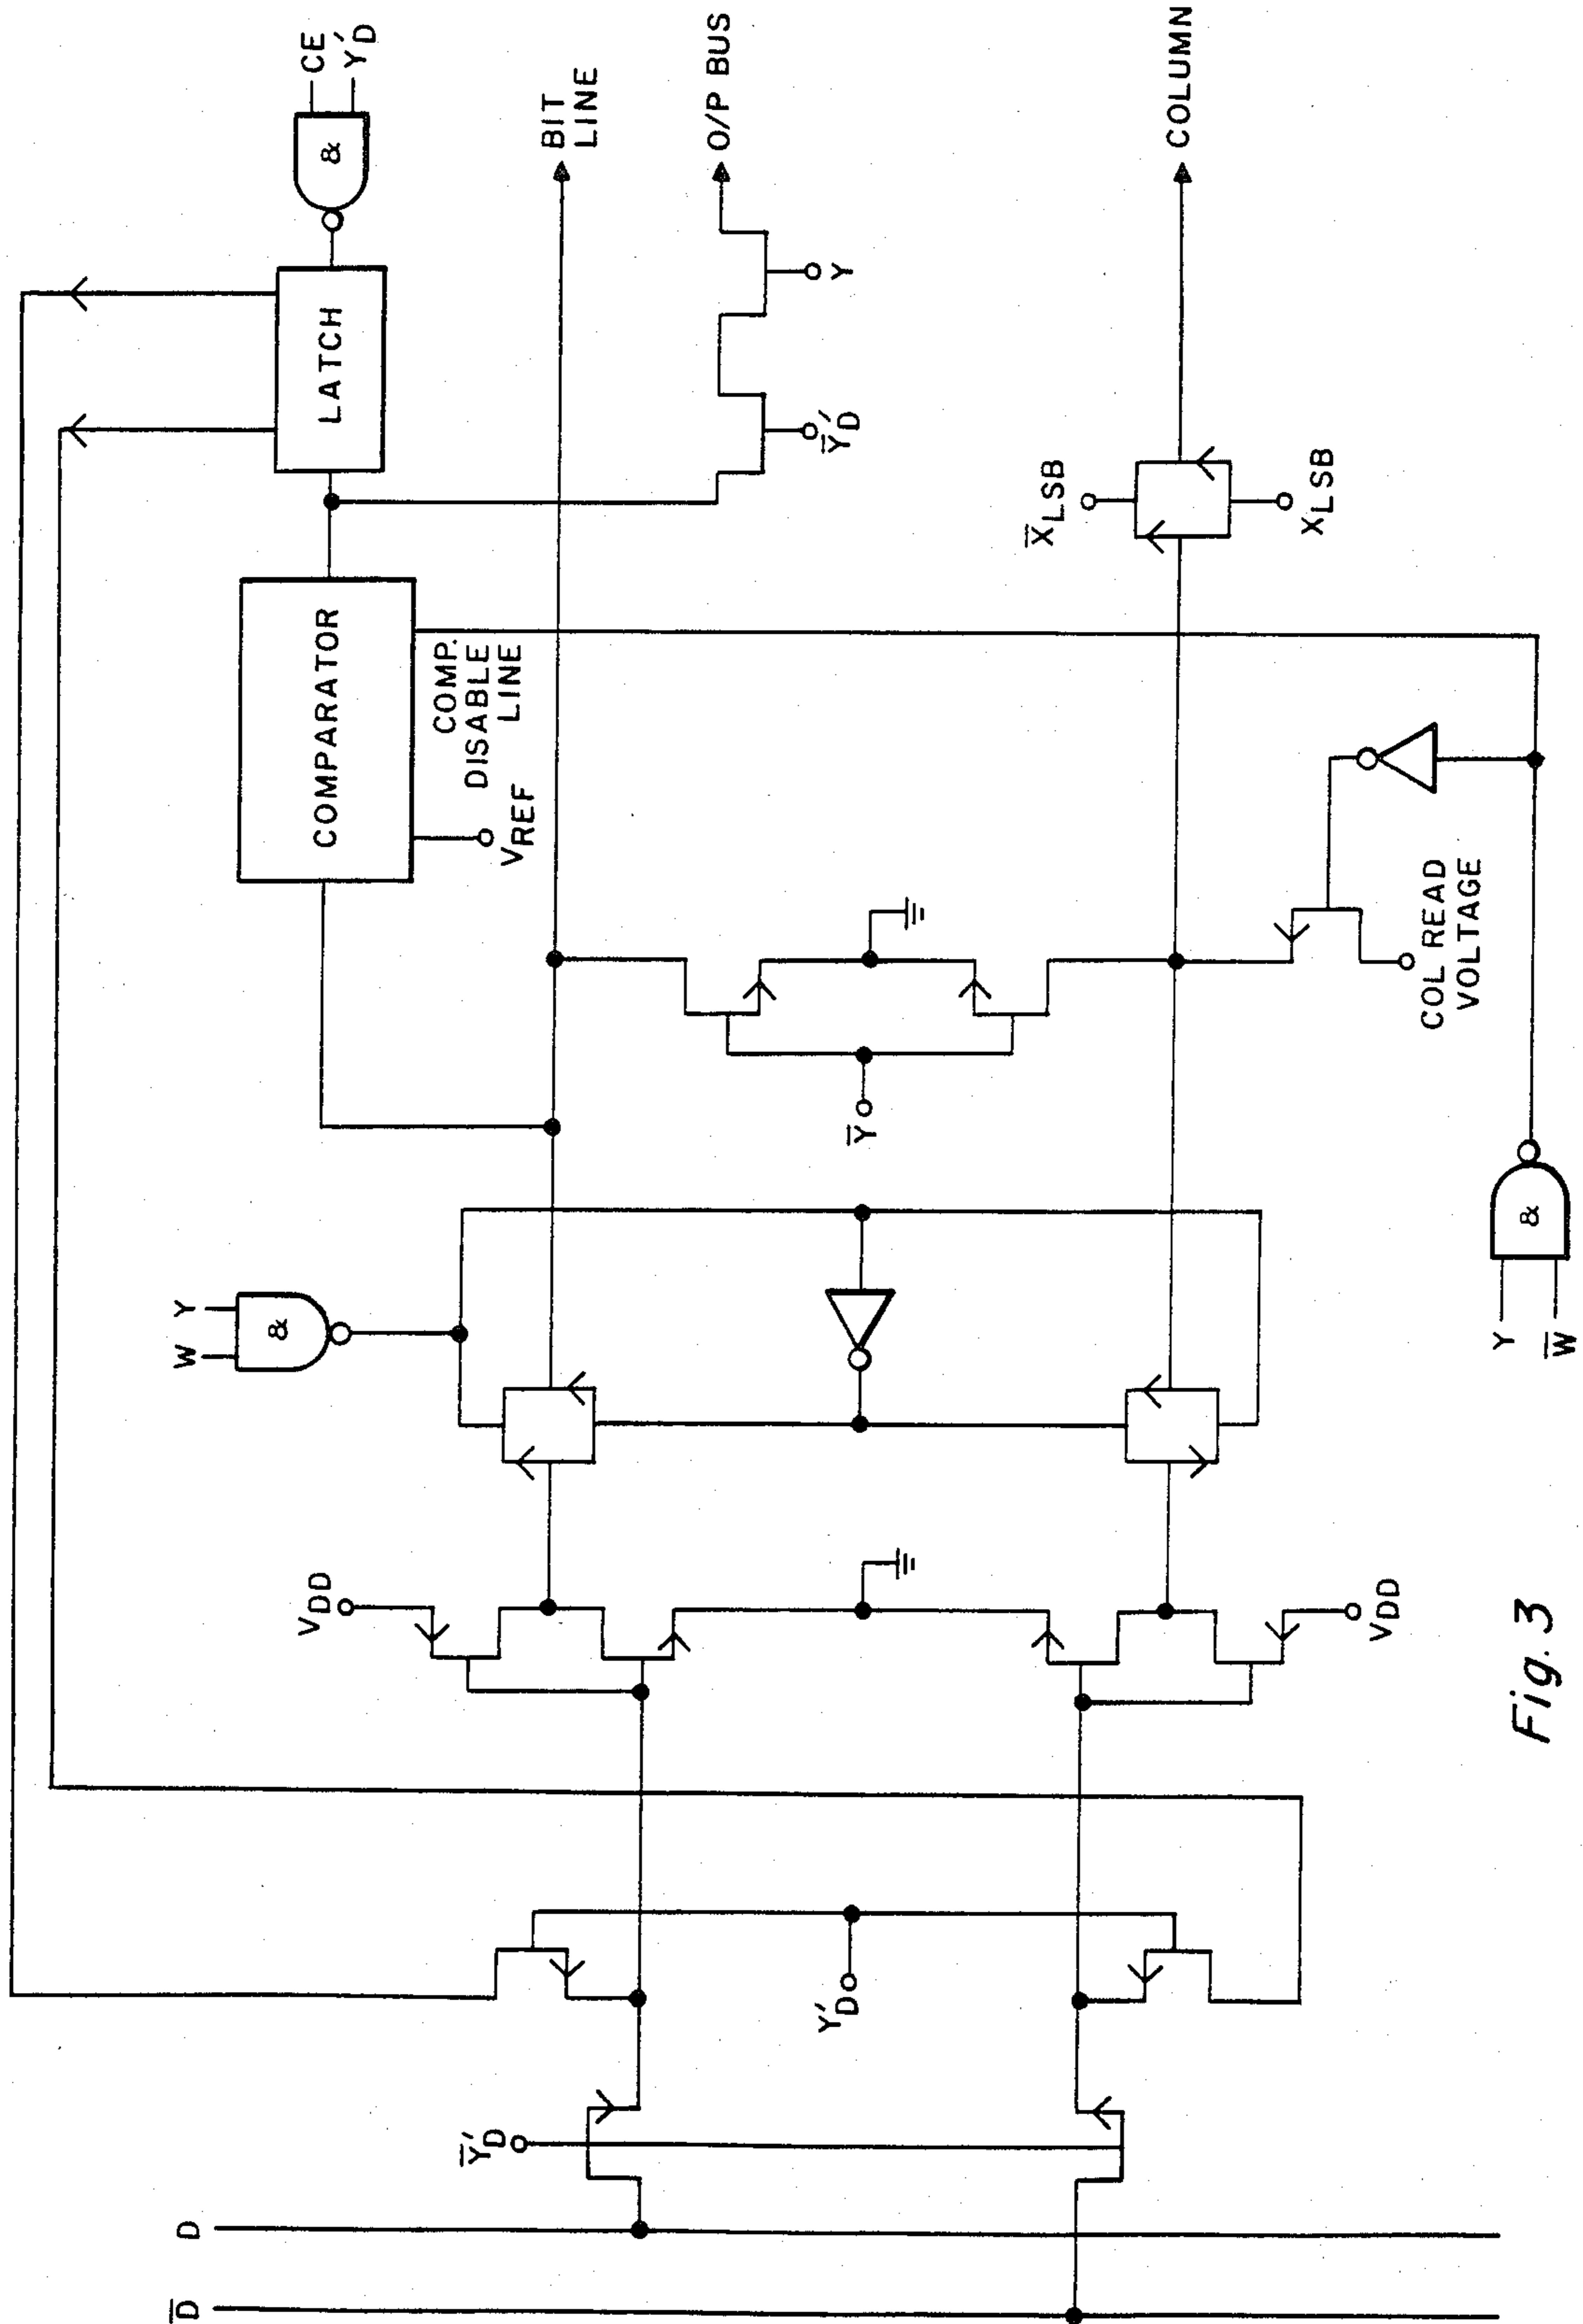 CE
Y'D
&
LATCH
COMPARATOR
COMP.
DISABLE
LINE
VREF
BIT
LINE
O/P BUS
Y
Y̅'D
COLUMN
X̅LSB
XLSB
W Y
&
Y̅
COL READ
VOLTAGE
Y
W̅
&
VDD
VDD
Y'D
Y̅'D
D
D̅
Fig. 3